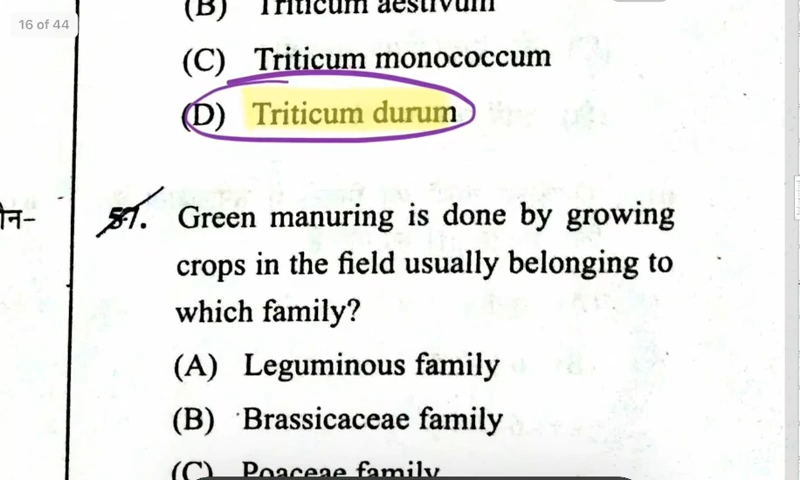 16 of 44
(B) Triticum aestivum
(C) Triticum monococcum
(D) Triticum durum
57. Green manuring is done by growing
crops in the field usually belonging to
which family?
(A) Leguminous family
(B) Brassicaceae family
(C) Poaceae family